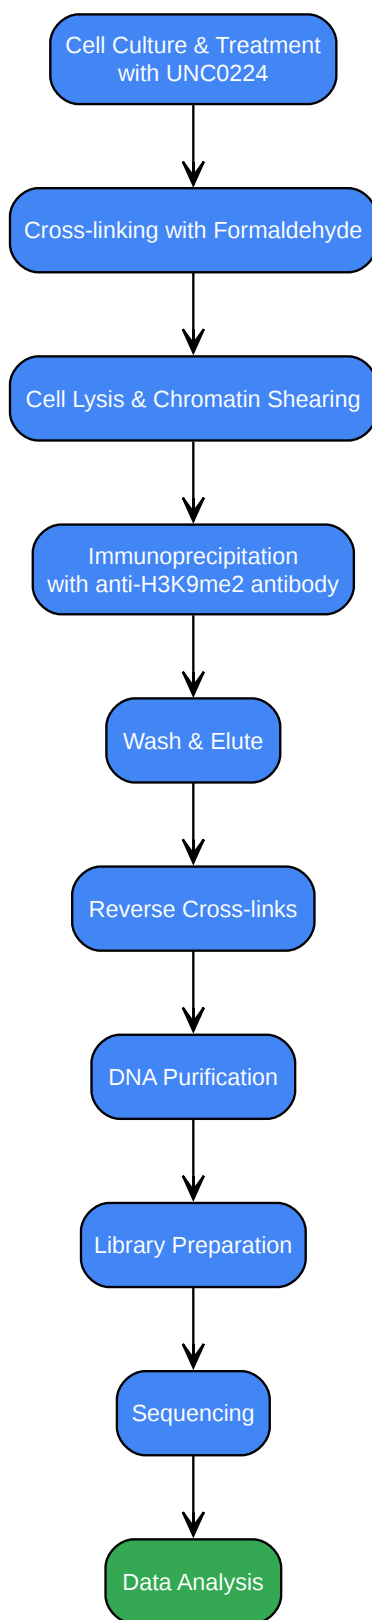 Cell Culture & Treatment
with UNC0224
Cross-linking with Formaldehyde
Cell Lysis & Chromatin Shearing
Immunoprecipitation
with anti-H3K9me2 antibody
Wash & Elute
Reverse Cross-links
DNA Purification
Library Preparation
Sequencing
Data Analysis